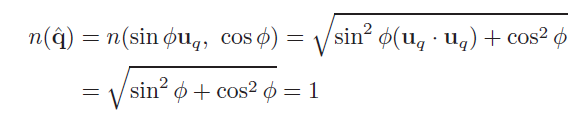 n(q̂) = n(sin ϕu_q, cos ϕ) = √(sin² ϕ(u_q · u_q) + cos² ϕ)
= √(sin² ϕ + cos² ϕ) = 1